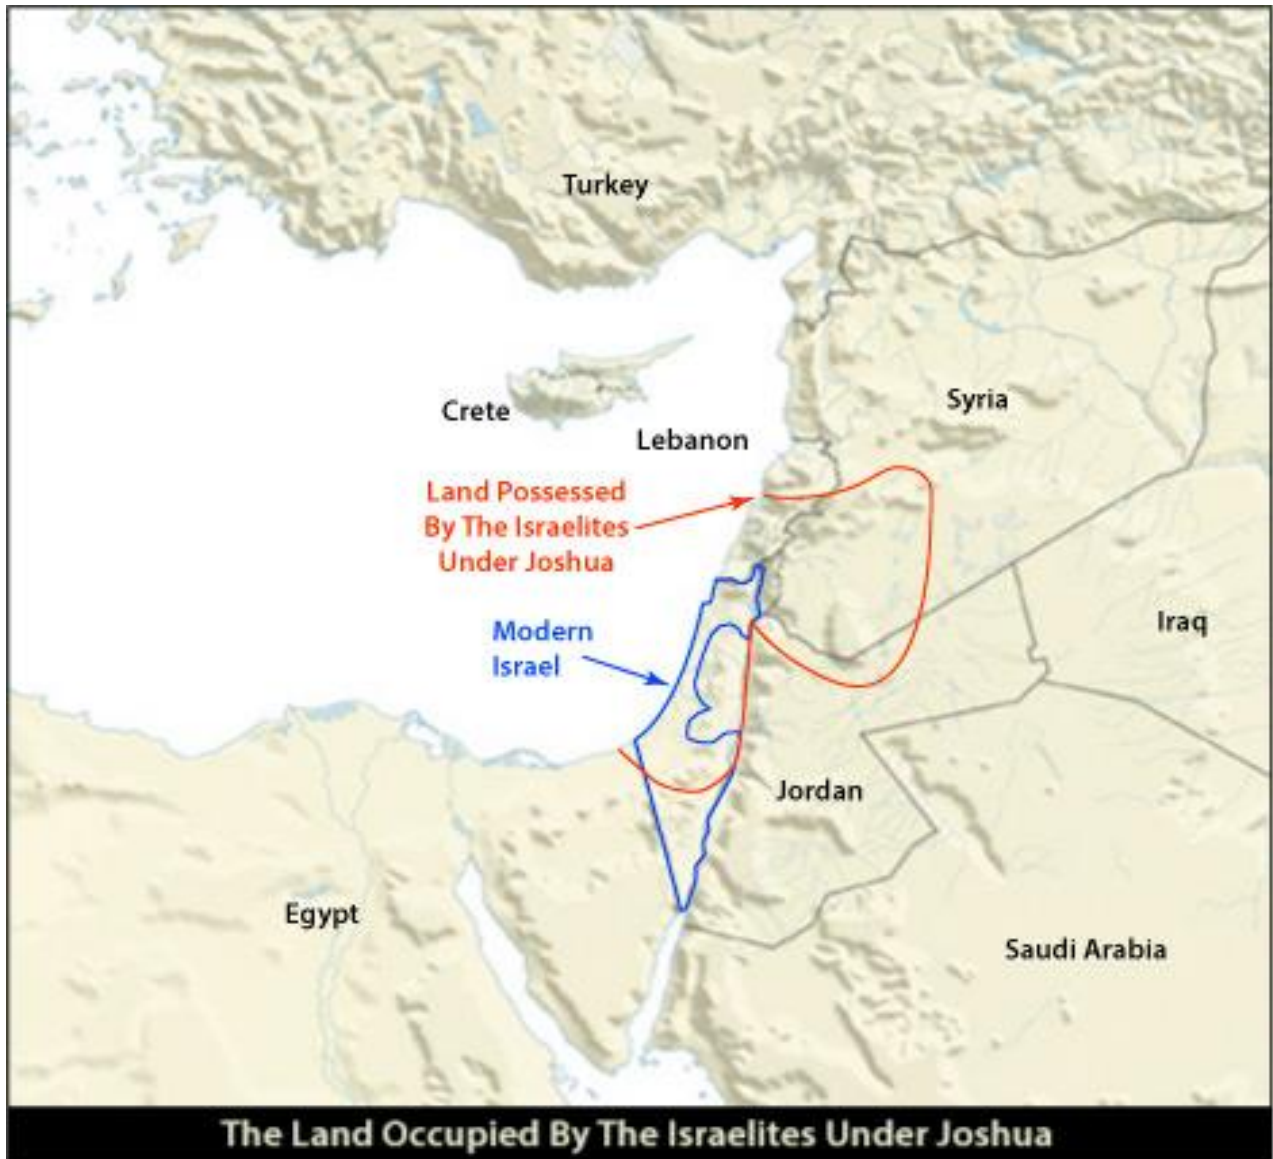 Turkey
Crete
Syria
Lebanon
Land Possessed
By The Israelites
Under Joshua
Modern
Israel
Iraq
Jordan
Egypt
Saudi Arabia
The Land Occupied By The Israelites Under Joshua